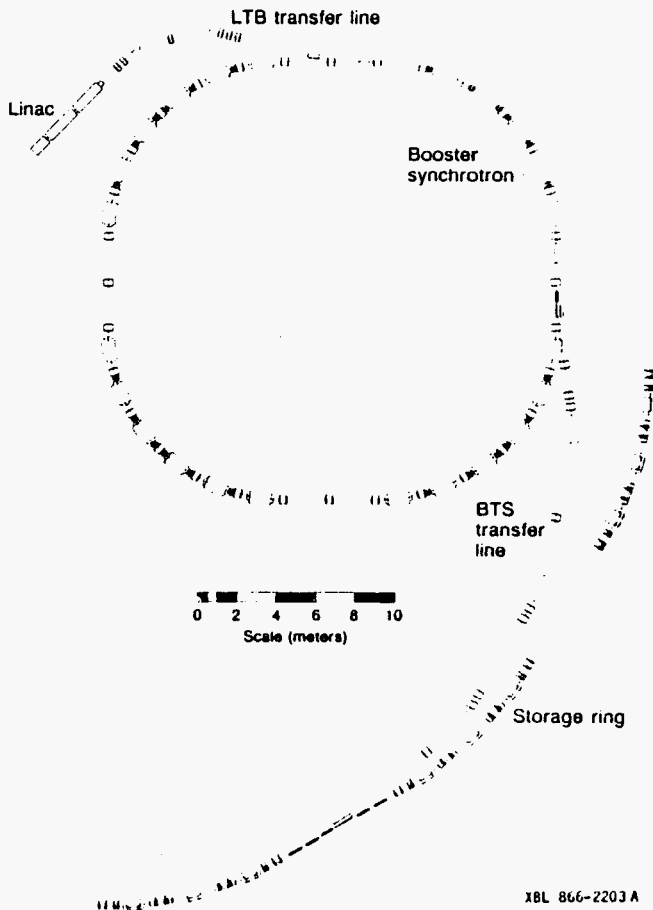 LTB transfer line
Linac
Booster
synchrotron
BTS
transfer
line
0 2 4 6 8 10
Scale (meters)
Storage ring
XBL 866-2203 A